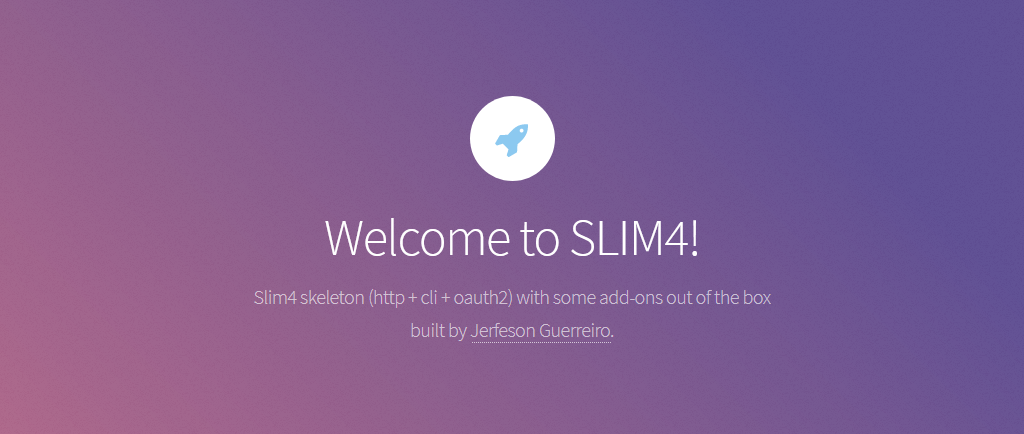 Welcome to SLIM4!
Slim4 skeleton (http + cli + oauth2) with some add-ons out of the box
built by Jerfeson Guerreiro.